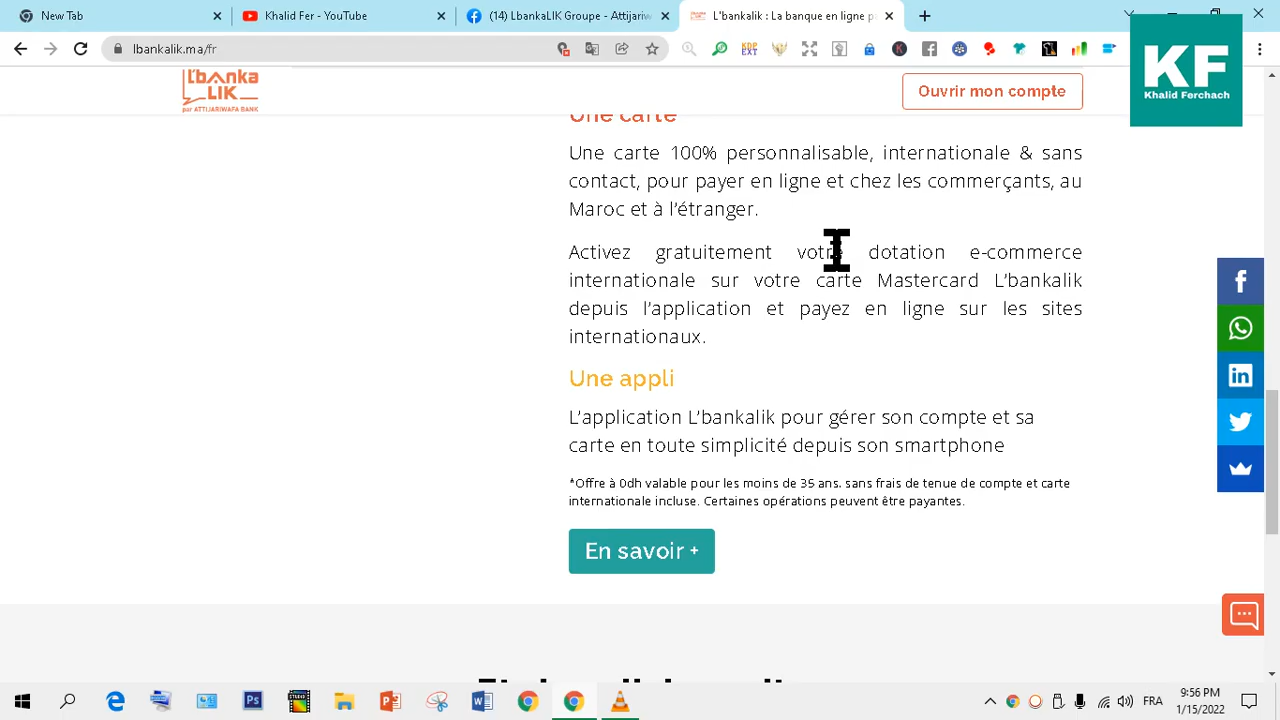 New Tab
Khalid Fer - YouTube
(14) LbankaLIK Groupe - Attijariw
L'bankalik : La banque en ligne p
lbankalik.ma/fr
KDP
EXT
l'banka
LIK
par ATTIJARIWAFA BANK
Ouvrir mon compte
KF
Khalid Ferchach
Une carte
Une carte 100% personnalisable, internationale & sans
contact, pour payer en ligne et chez les commerçants, au
Maroc et à l'étranger.
Activez gratuitement votre dotation e-commerce
internationale sur votre carte Mastercard L'bankalik
depuis l'application et payez en ligne sur les sites
internationaux.
Une appli
L'application L'bankalik pour gérer son compte et sa
carte en toute simplicité depuis son smartphone
*Offre à 0dh valable pour les moins de 35 ans, sans frais de tenue de compte et carte
internationale incluse. Certaines opérations peuvent être payantes.
En savoir +
FRA
9:56 PM
1/15/2022